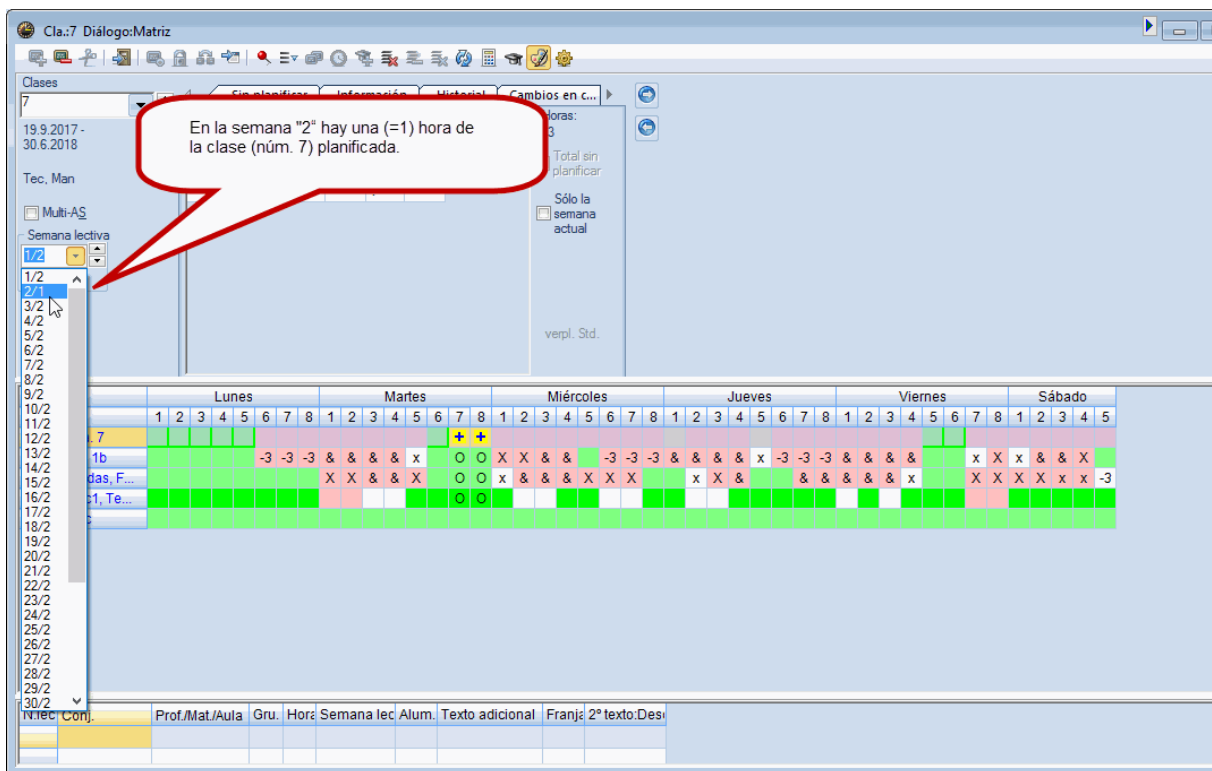 Cla.:7 Diálogo:Matriz
Clases
7
Información
Historial
Cambios en c...
19.9.2017 -
30.6.2018
Tec, Man
Multi-AS
Semana lectiva
1/2
En la semana "2“ hay una (=1) hora de
la clase (núm. 7) planificada.
Total sin
planificar
Sólo la
semana
actual
verpl. Std.
1/2
2/1
3/2
4/2
5/2
6/2
7/2
8/2
9/2
10/2
11/2
12/2
13/2
14/2
15/2
16/2
17/2
18/2
19/2
20/2
21/2
22/2
23/2
24/2
25/2
26/2
27/2
28/2
29/2
30/2
Lunes Martes Miércoles Jueves Viernes Sábado
1 2 3 4 5 6 7 8 1 2 3 4 5 6 7 8 1 2 3 4 5 6 7 8 1 2 3 4 5 6 7 8 1 2 3 4 5 6 7 8 1 2 3 4 5
. 7 + +
1b -3 -3 -3 & & & & x O O X X & & -3 -3 -3 & & & & x -3 -3 -3 & & & & x X x & & X
das, F... X X & & X O O x & & & X X X x X & & & & & & x X X X X x x -3
c1, Te... O O
N.lec Conj. Prof./Mat./Aula Gru. Hora Semana lec Alum. Texto adicional Franja 2º texto:Des